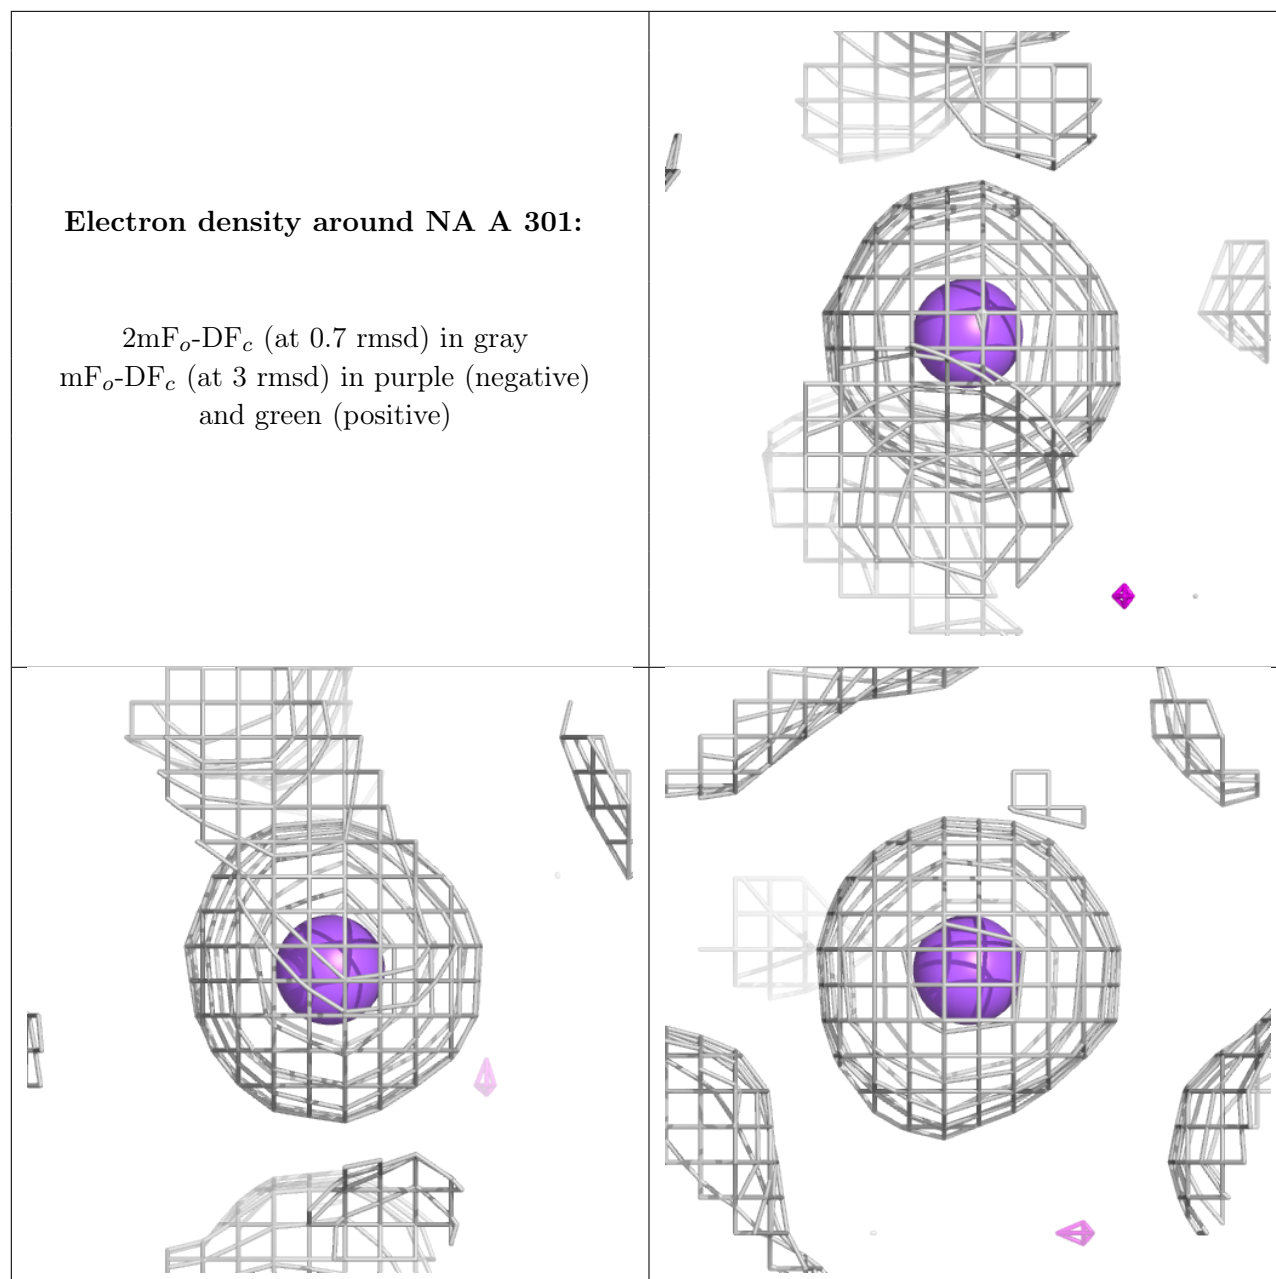 Electron density around NA A 301:
2mFo-DFc (at 0.7 rmsd) in gray
mFo-DFc (at 3 rmsd) in purple (negative)
and green (positive)